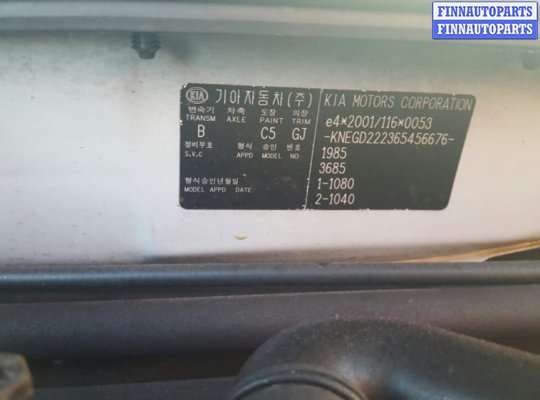 FINNAUTOPARTS
FINNAUTOPARTS
KIA 기아자동차(주)
변속기 차축 도장 의장
TRANSM AXLE PAINT TRIM
B C5 GJ
정비부호 형식 승인 번호
S.V.C APPD MODEL NO
형식승인년월일
MODEL APPD DATE:
KIA MOTORS CORPORATION
e4*2001/116*0053
-KNEGD222365456676-
1985
3685
1-1080
2-1040